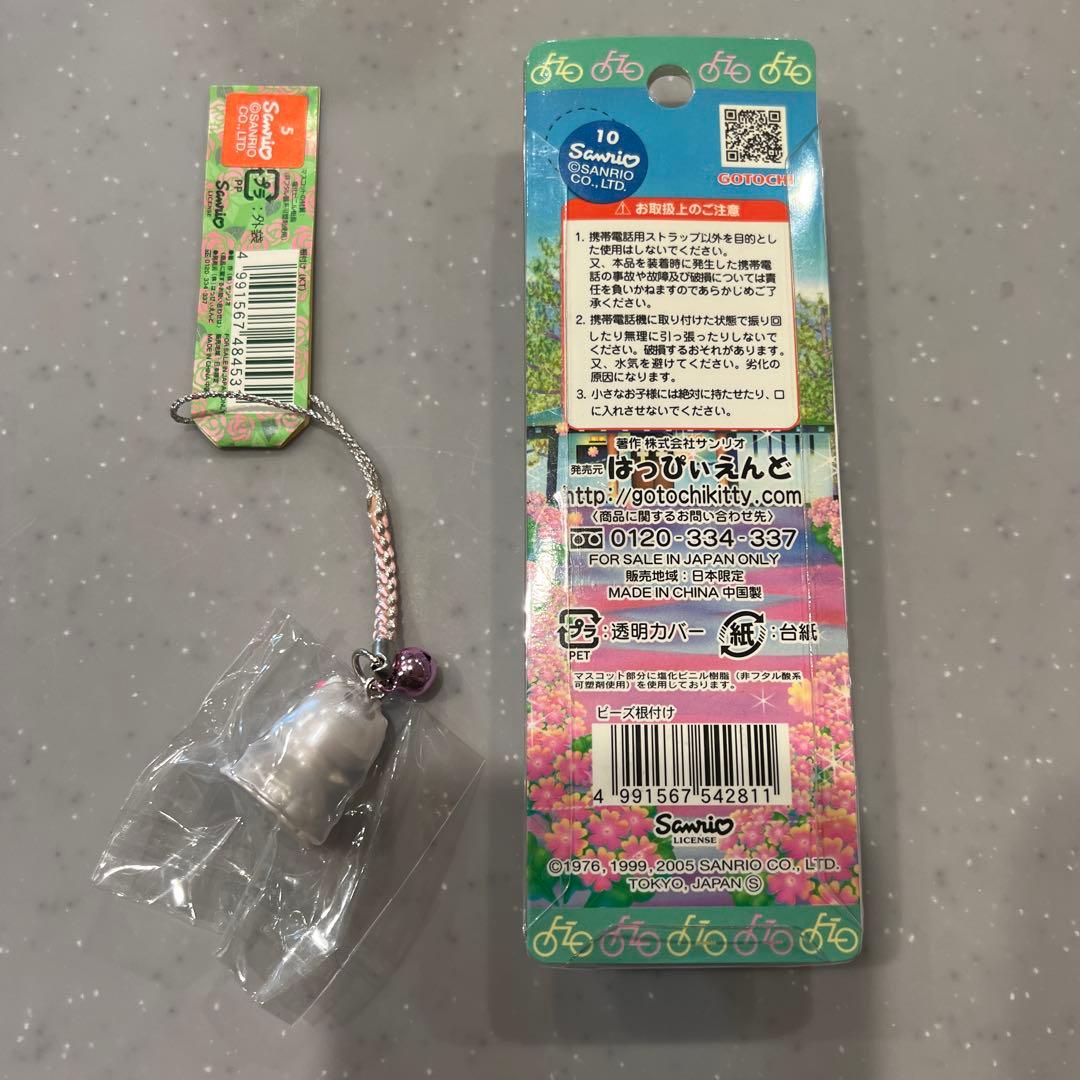 5
Sanrio
©SANRIO
CO., LTD.
プラ:外袋
PP
Sanrio
LICENSE
根付け(KT)
0120-334-337
4 991567 48453
10
Sanrio
©SANRIO
CO., LTD.
GOTOCHI
お取扱上のご注意
1. 携帯電話用ストラップ以外を目的とし
た使用はしないでください。
又、本品を装着時に発生した携帯電
話の事故や故障及び破損については責
任を負いかねますのであらかじめご了
承ください。
2. 携帯電話機に取り付けた状態で振り回
したり無理に引っ張ったりしないで
ください。破損するおそれがあります。
又、水気を避けてください。劣化の
原因になります。
3. 小さなお子様には絶対に持たせたり、口
に入れさせないでください。
著作 株式会社サンリオ
発売元 はっぴぃえんど
http://gotochikitty.com
〈商品に関するお問い合わせ先〉
0120-334-337
FOR SALE IN JAPAN ONLY
販売地域:日本限定
MADE IN CHINA 中国製
プラ:透明カバー 紙:台紙
PET
マスコット部分に塩化ビニル樹脂(非フタル酸系
可塑剤使用)を使用しております。
ビーズ根付け
4 991567 542811
Sanrio
LICENSE
©1976, 1999, 2005 SANRIO CO., LTD.
TOKYO, JAPAN Ⓢ